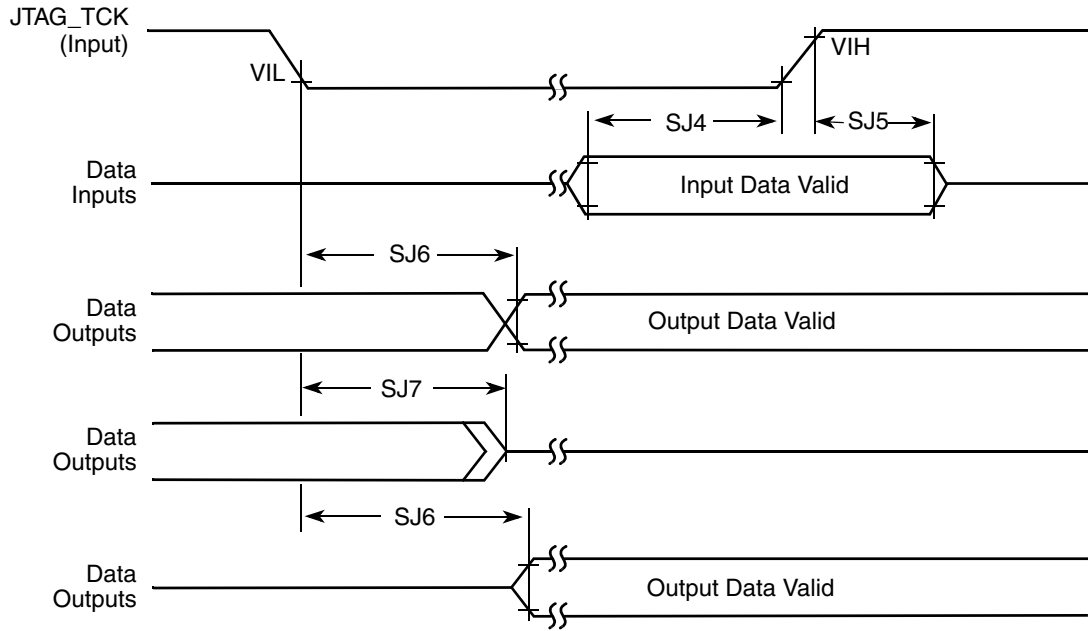 JTAG_TCK
(Input)
VIL
VIH
SJ4
SJ5
Data
Inputs
Input Data Valid
SJ6
Data
Outputs
Output Data Valid
SJ7
Data
Outputs
SJ6
Data
Outputs
Output Data Valid